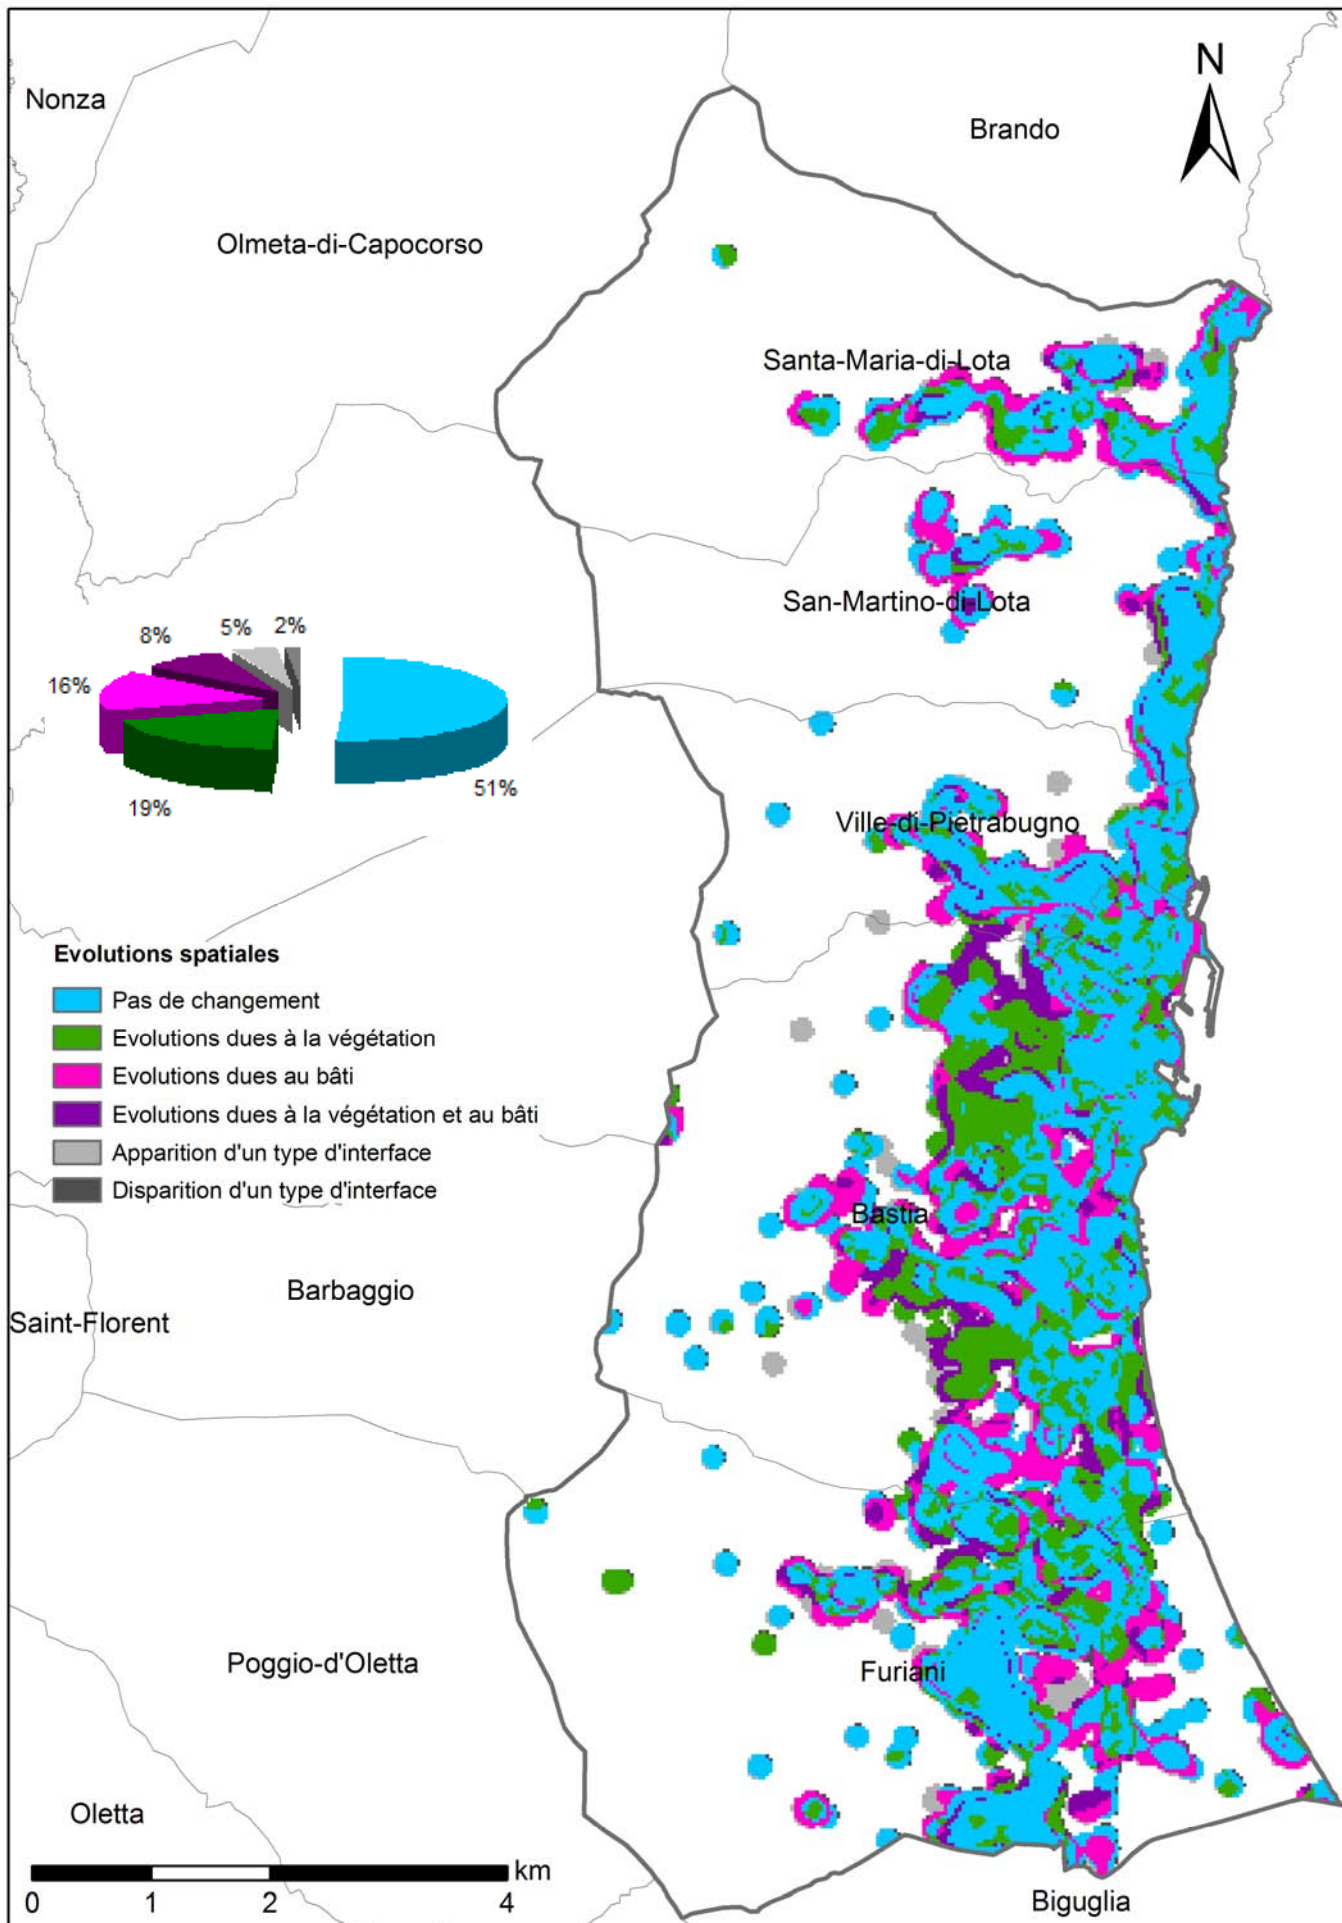 N
Nonza
Brando
Olmeta-di-Capocorso
Santa-Maria-di-Lota
San-Martino-di-Lota
8%
5%
2%
16%
19%
51%
Ville-di-Pietrabugno
Evolutions spatiales
Pas de changement
Evolutions dues à la végétation
Evolutions dues au bâti
Evolutions dues à la végétation et au bâti
Apparition d'un type d'interface
Disparition d'un type d'interface
Bastia
Barbaggio
Saint-Florent
Poggio-d'Oletta
Furiani
Oletta
km
0 1 2 4
Biguglia